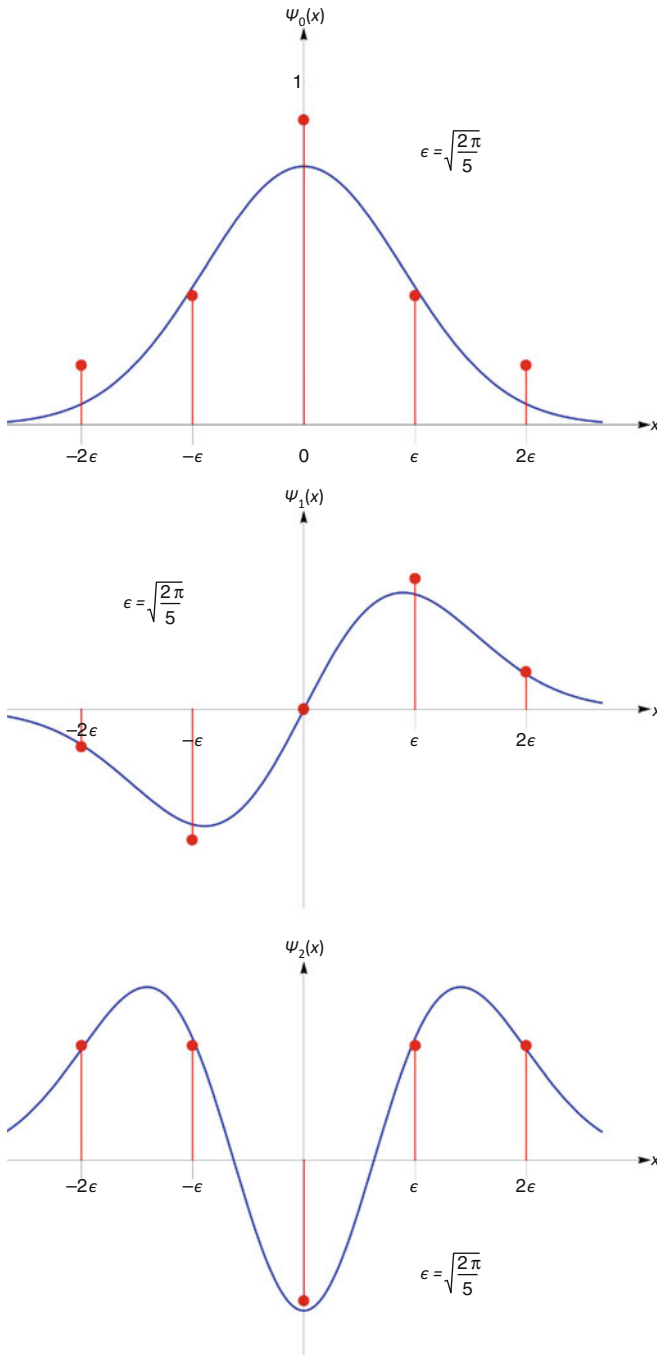 Ψ₀(x)
1
ϵ = √(2π/5)
x
−2ϵ −ϵ 0 ϵ 2ϵ
Ψ₁(x)
ϵ = √(2π/5)
x
−2ϵ −ϵ ϵ 2ϵ
Ψ₂(x)
x
−2ϵ −ϵ ϵ 2ϵ
ϵ = √(2π/5)